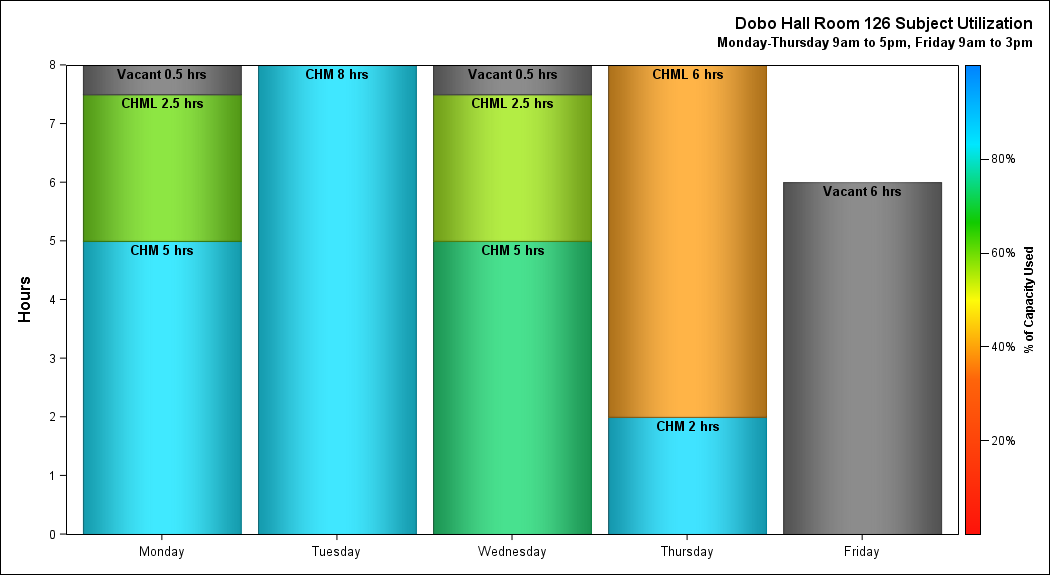 Dobo Hall Room 126 Subject Utilization
Monday-Thursday 9am to 5pm, Friday 9am to 3pm
Hours
8
7
6
5
4
3
2
1
0
Vacant 0.5 hrs
CHML 2.5 hrs
CHM 5 hrs
CHM 8 hrs
Vacant 0.5 hrs
CHML 2.5 hrs
CHM 5 hrs
CHML 6 hrs
CHM 2 hrs
Vacant 6 hrs
Monday
Tuesday
Wednesday
Thursday
Friday
80%
60%
40%
20%
% of Capacity Used